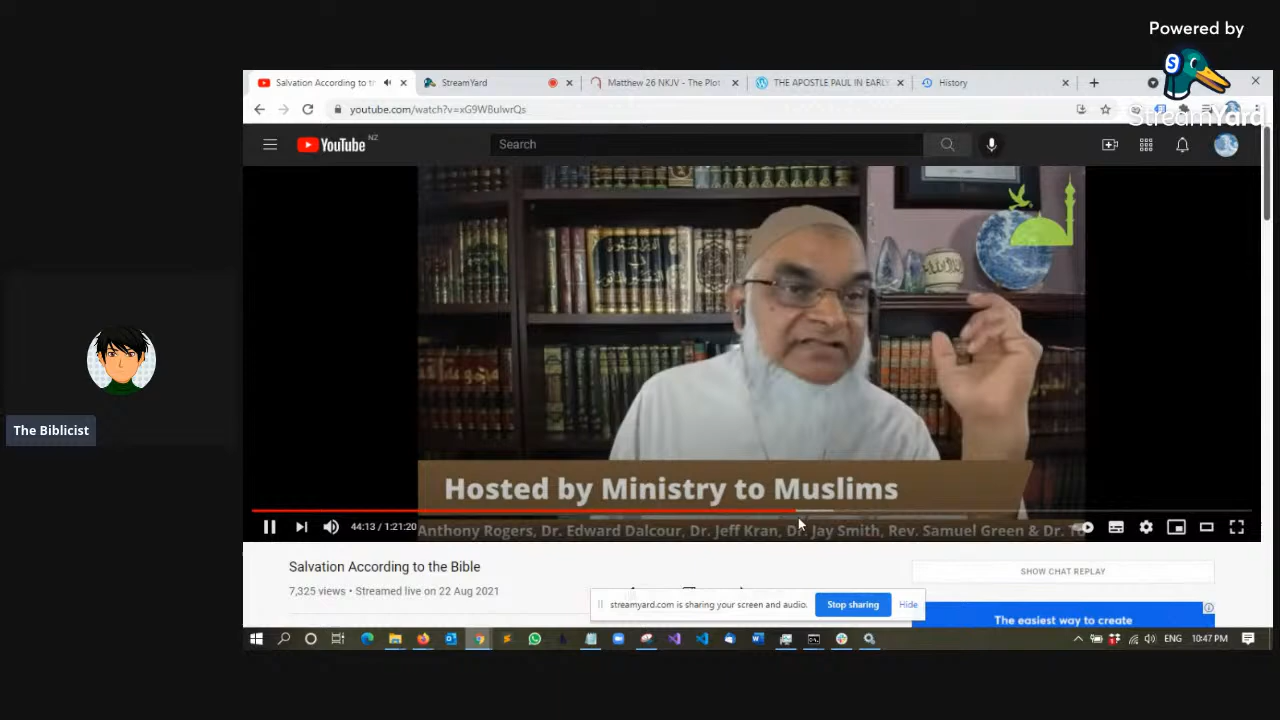 Powered by
StreamYard
Salvation According to t
StreamYard
Matthew 26 NKJV - The Plot
THE APOSTLE PAUL IN EARLY
History
youtube.com/watch?v=xG9WBulwrQs
YouTube NZ
Search
Hosted by Ministry to Muslims
44:13 / 1:21:20
Anthony Rogers, Dr. Edward Dalcour, Dr. Jeff Kran, Dr. Jay Smith, Rev. Samuel Green & Dr.
The Biblicist
Salvation According to the Bible
7,325 views • Streamed live on 22 Aug 2021
SHOW CHAT REPLAY
streamyard.com is sharing your screen and audio.
Stop sharing
Hide
The easiest way to create
ENG
10:47 PM